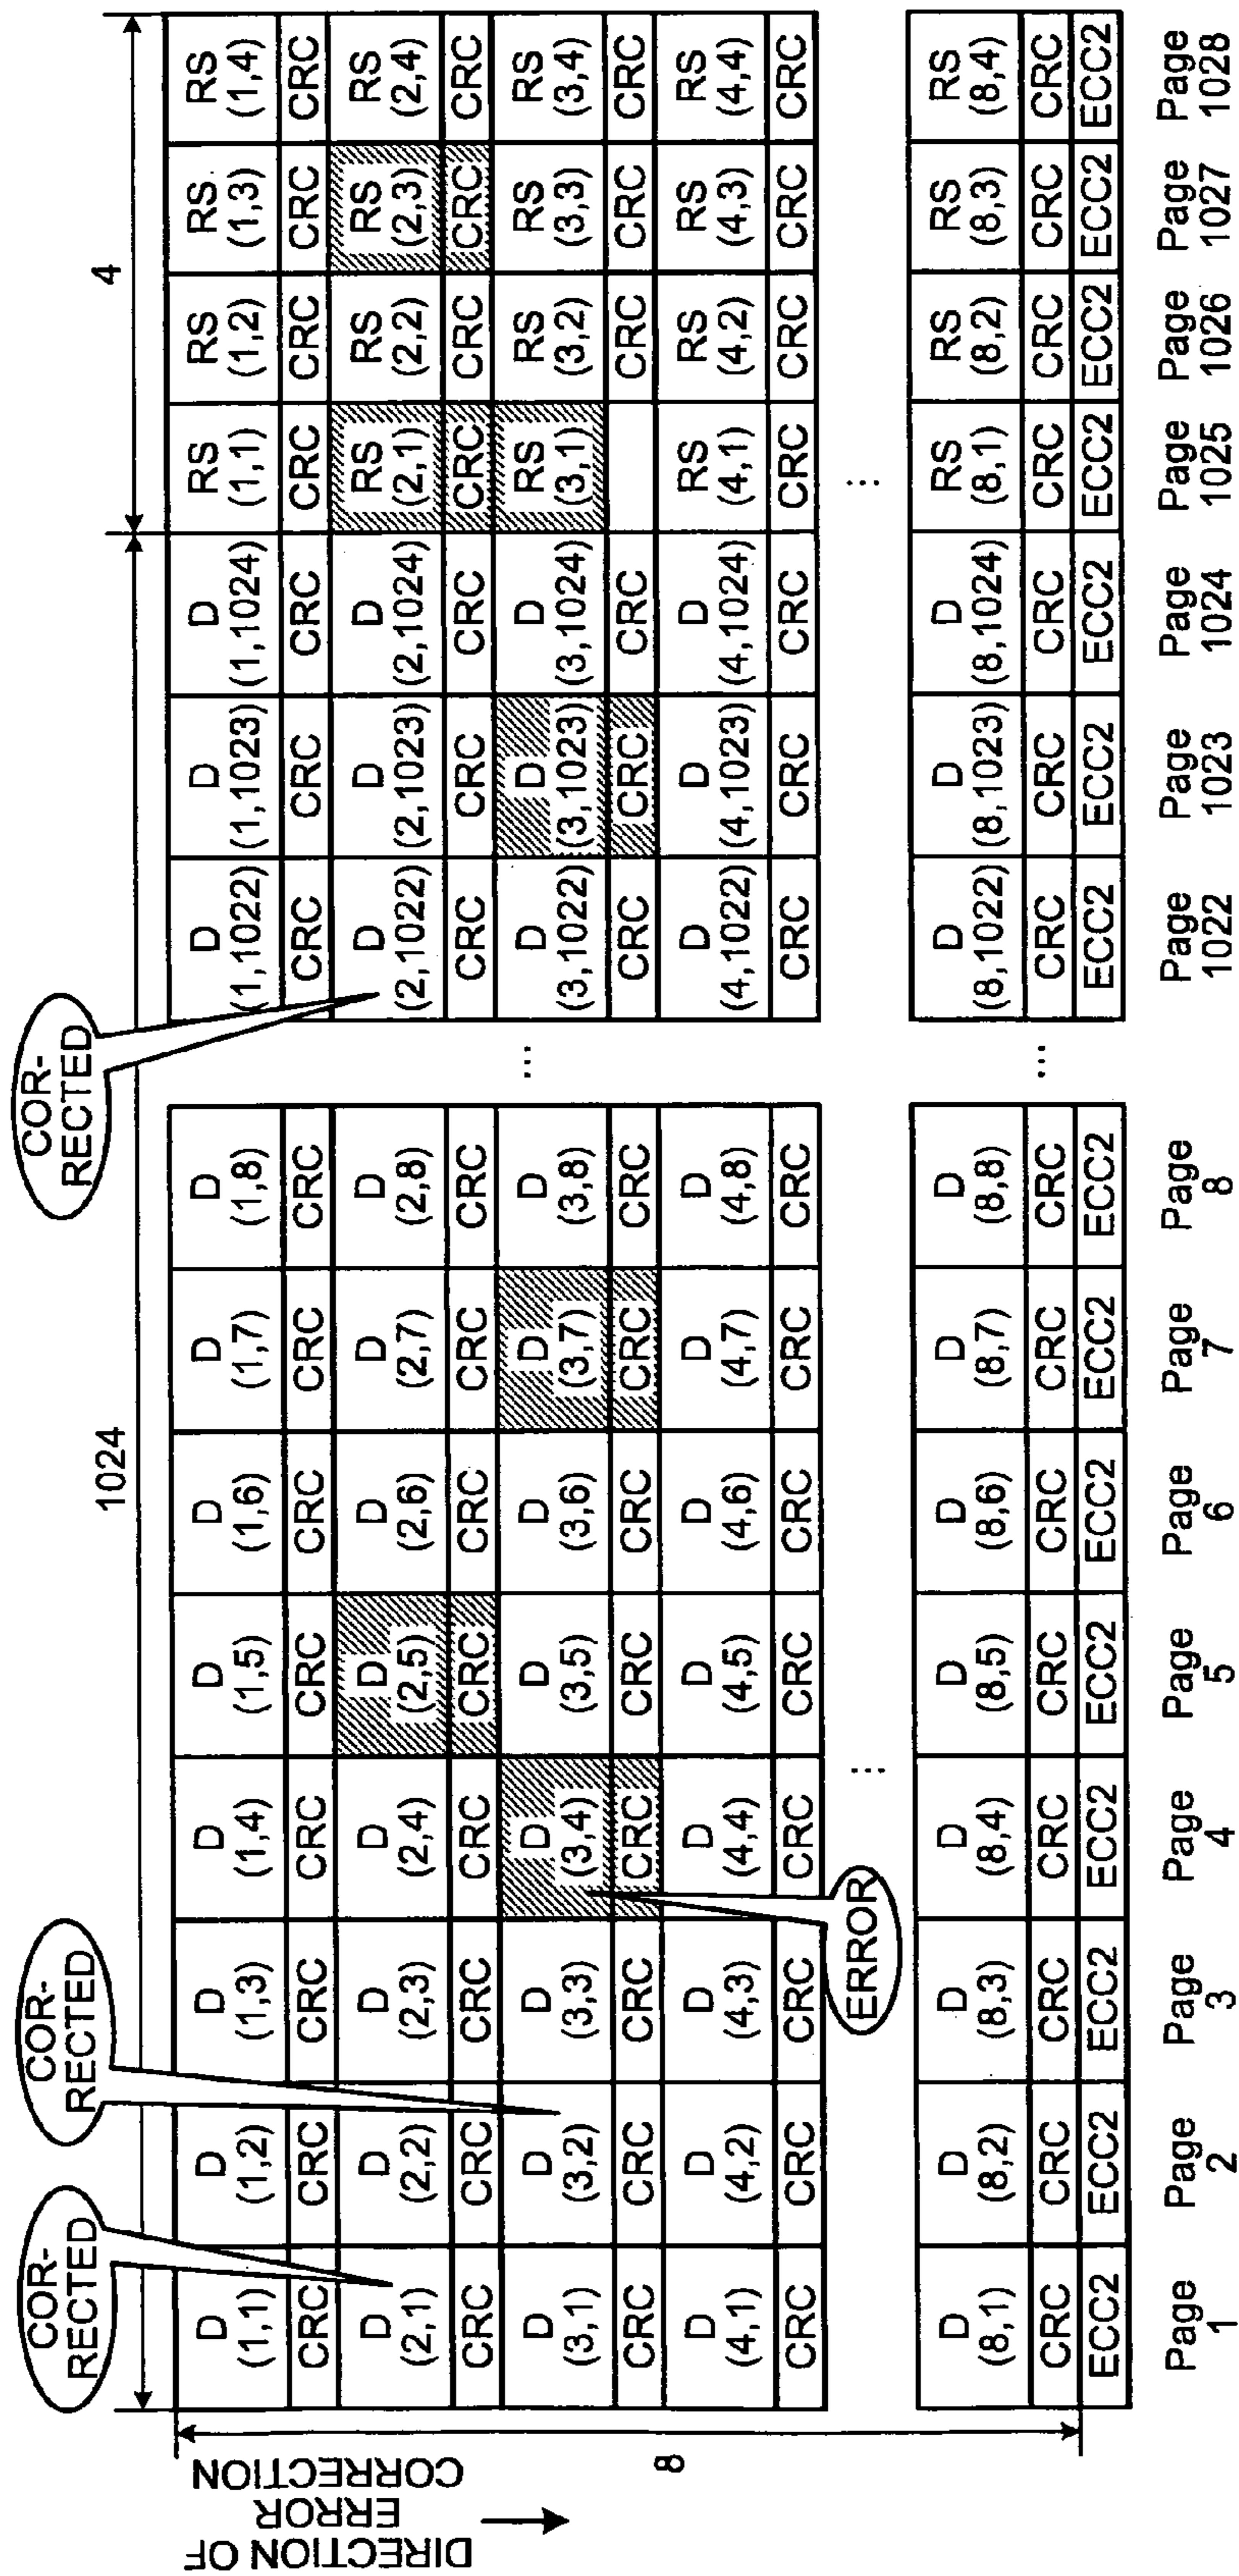 COR-
RECTED
COR-
RECTED
COR-
RECTED
1024
4
DIRECTION OF
ERROR
CORRECTION
8
D D D D D D D D D D D RS RS RS RS
(1,1) (1,2) (1,3) (1,4) (1,5) (1,6) (1,7) (1,8) (1,1022) (1,1023) (1,1024) (1,1) (1,2) (1,3) (1,4)
CRC CRC CRC CRC CRC CRC CRC CRC CRC CRC CRC CRC CRC CRC CRC
D D D D D D D D D D D RS RS RS RS
(2,1) (2,2) (2,3) (2,4) (2,5) (2,6) (2,7) (2,8) (2,1022) (2,1023) (2,1024) (2,1) (2,2) (2,3) (2,4)
CRC CRC CRC CRC CRC CRC CRC CRC CRC CRC CRC CRC CRC CRC CRC
D D D D D D D D ... D D D RS RS RS RS
(3,1) (3,2) (3,3) (3,4) (3,5) (3,6) (3,7) (3,8) (3,1022) (3,1023) (3,1024) (3,1) (3,2) (3,3) (3,4)
CRC CRC CRC CRC CRC CRC CRC CRC CRC CRC CRC CRC CRC CRC
D D D D D D D D D D D RS RS RS RS
(4,1) (4,2) (4,3) (4,4) (4,5) (4,6) (4,7) (4,8) (4,1022) (4,1023) (4,1024) (4,1) (4,2) (4,3) (4,4)
CRC CRC CRC CRC CRC CRC CRC CRC CRC CRC CRC CRC CRC CRC CRC
ERROR
... ...
D D D D D D D D D D D RS RS RS RS
(8,1) (8,2) (8,3) (8,4) (8,5) (8,6) (8,7) (8,8) (8,1022) (8,1023) (8,1024) (8,1) (8,2) (8,3) (8,4)
CRC CRC CRC CRC CRC CRC CRC CRC ... CRC CRC CRC CRC CRC CRC CRC
ECC2 ECC2 ECC2 ECC2 ECC2 ECC2 ECC2 ECC2 ECC2 ECC2 ECC2 ECC2 ECC2 ECC2 ECC2
Page Page Page Page Page Page Page Page Page Page Page Page Page Page Page
1 2 3 4 5 6 7 8 1022 1023 1024 1025 1026 1027 1028